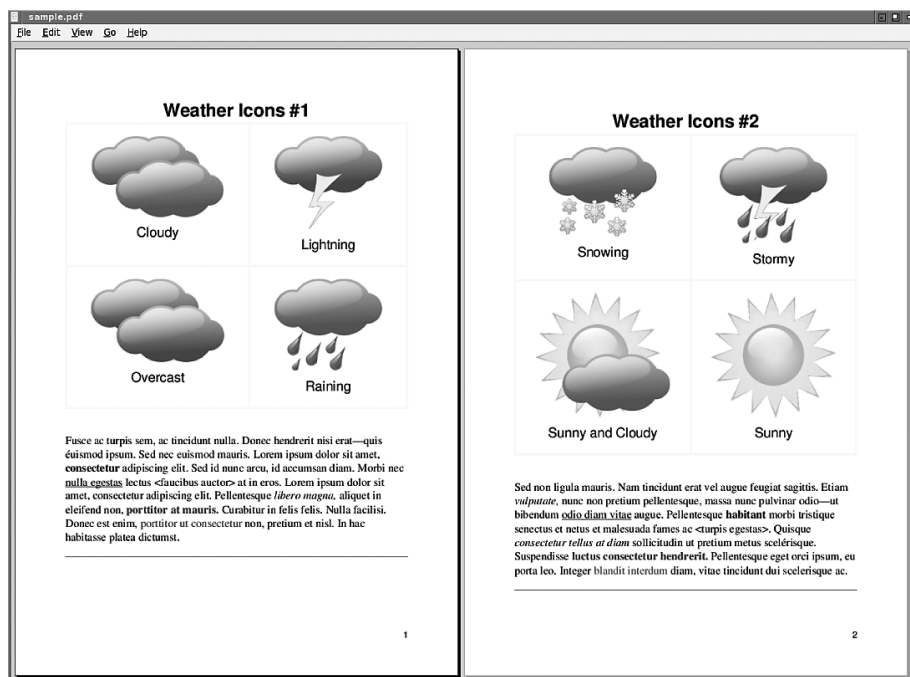 sample.pdf
File Edit View Go Help
Weather Icons #1
Cloudy
Lightning
Overcast
Raining
Fusce ac turpis sem, ac tincidunt nulla. Donec hendrerit nisi erat—quis
éuismod ipsum. Sed nec euismod mauris. Lorem ipsum dolor sit amet,
consectetur adipiscing elit. Sed id nunc arcu, id accumsan diam. Morbi nec
nulla egestas lectus <faucibus auctor> at in eros. Lorem ipsum dolor sit
amet, consectetur adipiscing elit. Pellentesque libero magna, aliquet in
eleifend non, porttitor at mauris. Curabitur in felis felis. Nulla facilisi.
Donec est enim, porttitor ut consectetur non, pretium et nisl. In hac
habitasse platea dictumst.
1
Weather Icons #2
Snowing
Stormy
Sunny and Cloudy
Sunny
Sed non ligula mauris. Nam tincidunt erat vel augue feugiat sagittis. Etiam
vulputate, nunc non pretium pellentesque, massa nunc pulvinar odio—ut
bibendum odio diam vitae augue. Pellentesque habitant morbi tristique
senectus et netus et malesuada fames ac <turpis egestas>. Quisque
consectetur tellus at diam sollicitudin ut pretium metus scelérisque.
Suspendisse luctus consectetur hendrerit. Pellentesque eget orci ipsum, eu
porta leo. Integer blandit interdum diam, vitae tincidunt dui scelerisque ac.
2